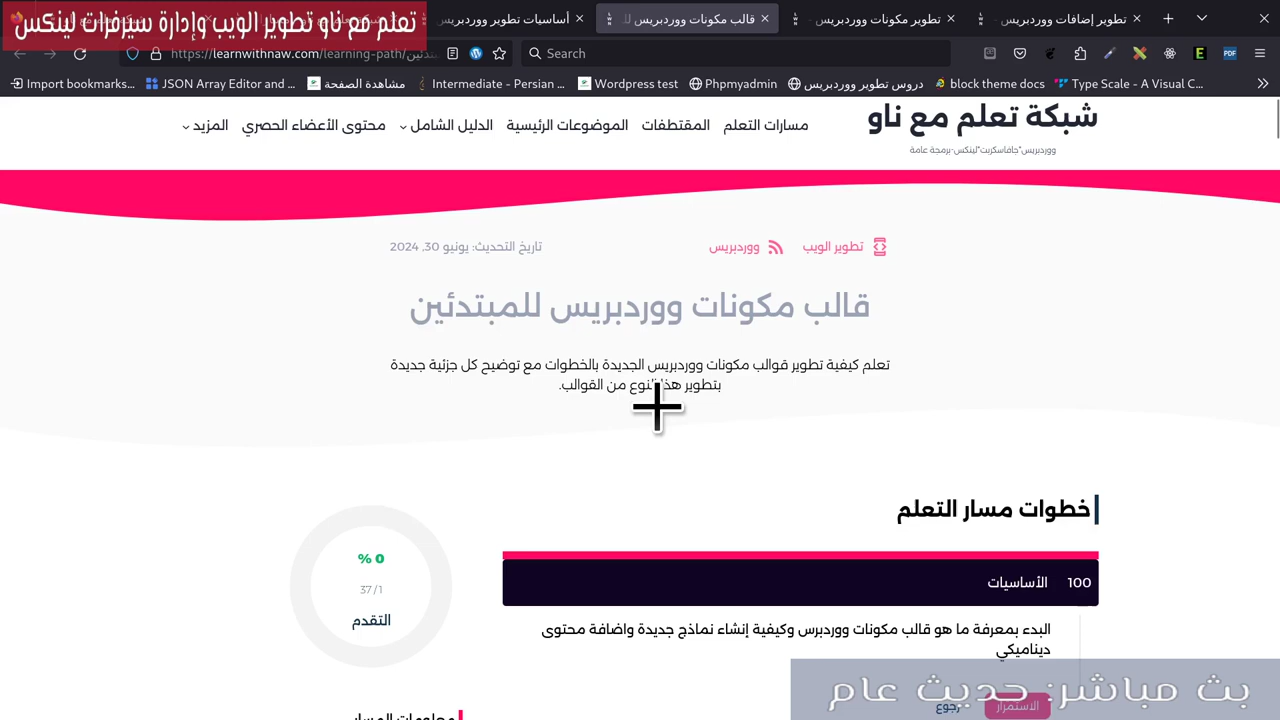 تعلم مع ناو تطوير الويب وإدارة سيرفرات لينكس
أساسيات تطوير ووردبريس
قالب مكونات ووردبريس لل
تطوير مكونات ووردبريس -
تطوير إضافات ووردبريس -
https://learnwithnaw.com/learning-path/
Search
Import bookmarks...
JSON Array Editor and ...
مشاهدة الصفحة
Intermediate – Persian ...
Wordpress test
Phpmyadmin
دروس تطوير ووردبريس
block theme docs
Type Scale - A Visual C...
شبكة تعلم مع ناو
ووردبريس*جافاسكربت*لينكس-برمجة عامة
مسارات التعلم
المقتطفات
الموضوعات الرئيسية
الدليل الشامل
محتوى الأعضاء الحصري
المزيد
تطوير الويب
ووردبريس
تاريخ التحديث: يونيو 30, 2024
قالب مكونات ووردبريس للمبتدئين
تعلم كيفية تطوير قوالب مكونات ووردبريس الجديدة بالخطوات مع توضيح كل جزئية جديدة
بتطوير هذا النوع من القوالب.
خطوات مسار التعلم
100 الأساسيات
البدء بمعرفة ما هو قالب مكونات ووردبرس وكيفية إنشاء نماذج جديدة واضافة محتوى
ديناميكي
الاستمرار
رجوع
0 %
1 / 37
التقدم
معلومات المسار
بث مباشر: حديث عام